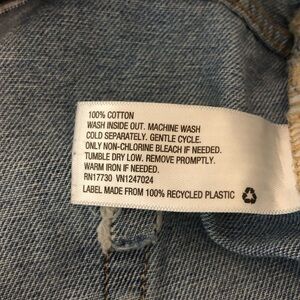 100% COTTON
WASH INSIDE OUT. MACHINE WASH
COLD SEPARATELY. GENTLE CYCLE.
ONLY NON-CHLORINE BLEACH IF NEEDED.
TUMBLE DRY LOW. REMOVE PROMPTLY.
WARM IRON IF NEEDED.
RN17730 VN1247024
LABEL MADE FROM 100% RECYCLED PLASTIC